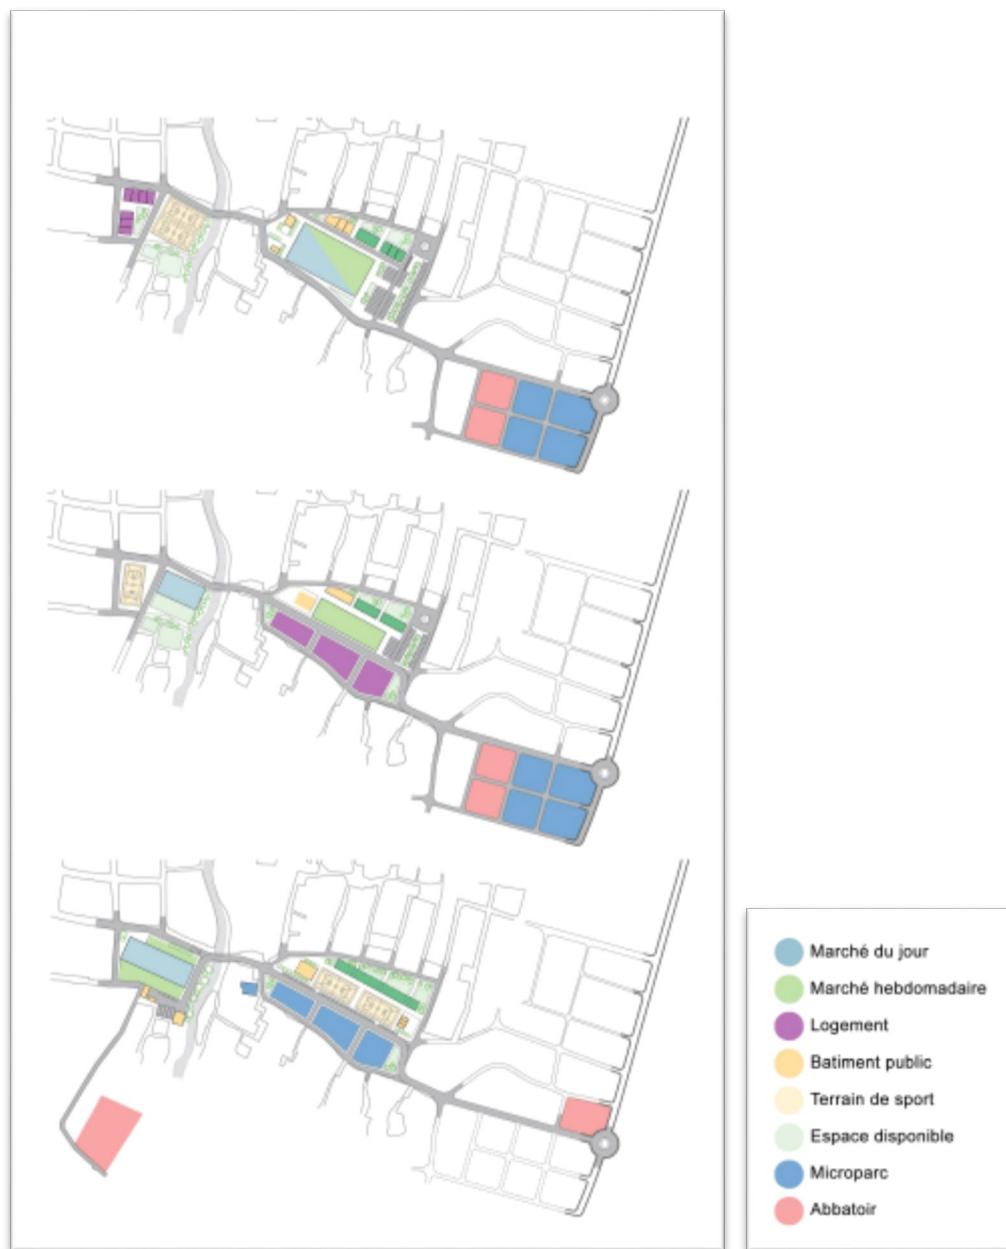 Marché du jour
Marché hebdomadaire
Logement
Batiment public
Terrain de sport
Espace disponible
Microparc
Abbatoir